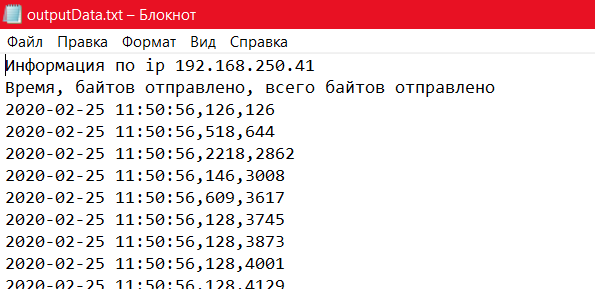 outputData.txt – Блокнот
Файл Правка Формат Вид Справка
Информация по ip 192.168.250.41
Время, байтов отправлено, всего байтов отправлено
2020-02-25 11:50:56,126,126
2020-02-25 11:50:56,518,644
2020-02-25 11:50:56,2218,2862
2020-02-25 11:50:56,146,3008
2020-02-25 11:50:56,609,3617
2020-02-25 11:50:56,128,3745
2020-02-25 11:50:56,128,3873
2020-02-25 11:50:56,128,4001
2020-02-25 11:50:56,128,4129